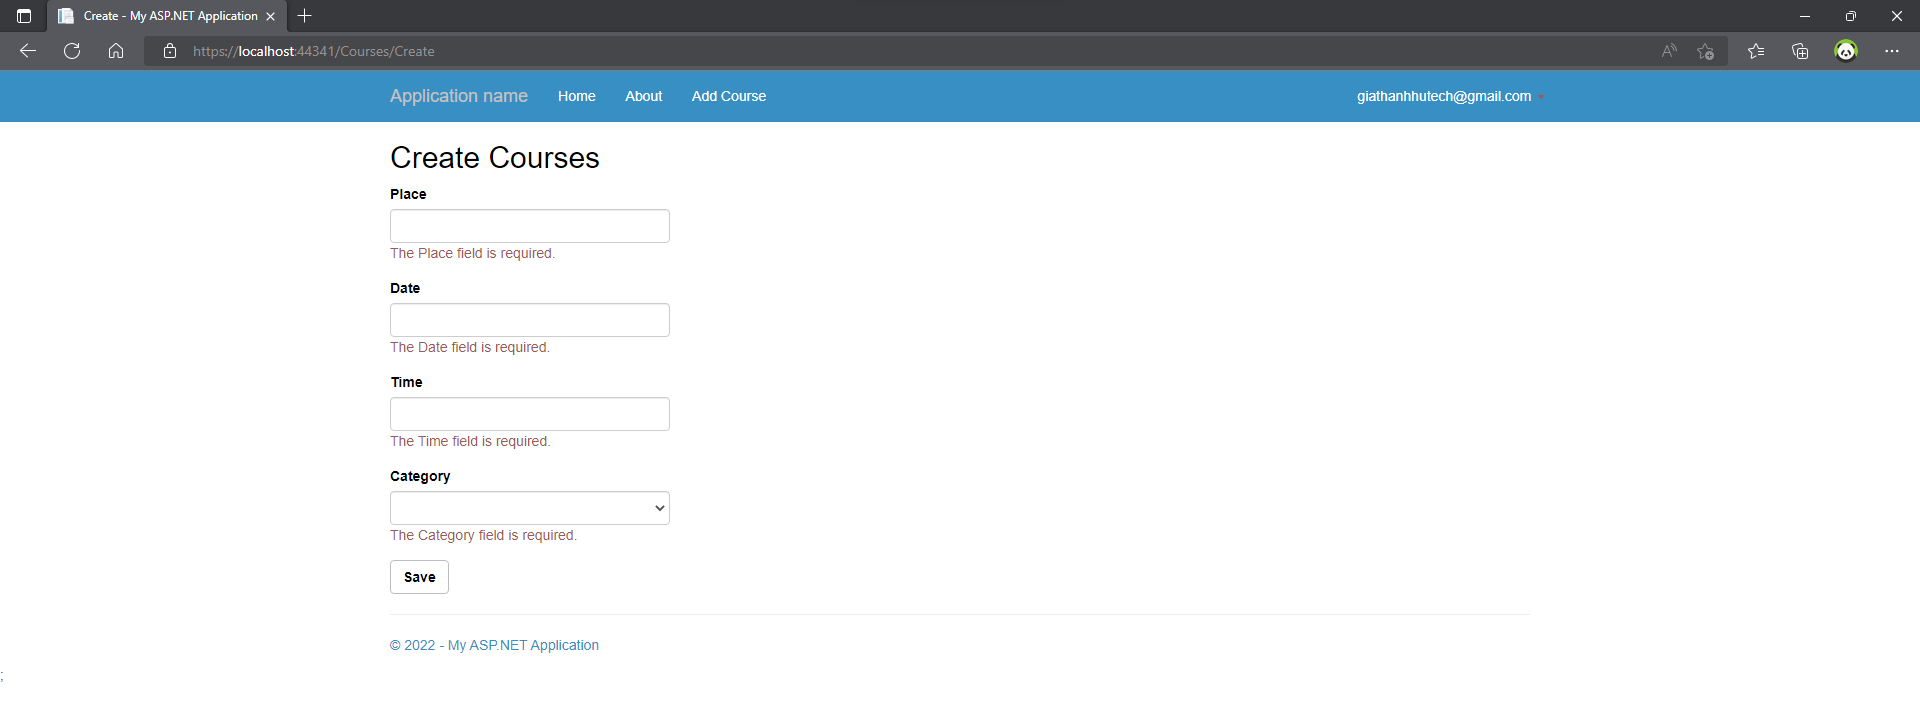 Create - My ASP.NET Application
https://localhost:44341/Courses/Create
Application name Home About Add Course giathanhhutech@gmail.com
Create Courses
Place
The Place field is required.
Date
The Date field is required.
Time
The Time field is required.
Category
The Category field is required.
Save
© 2022 - My ASP.NET Application
;